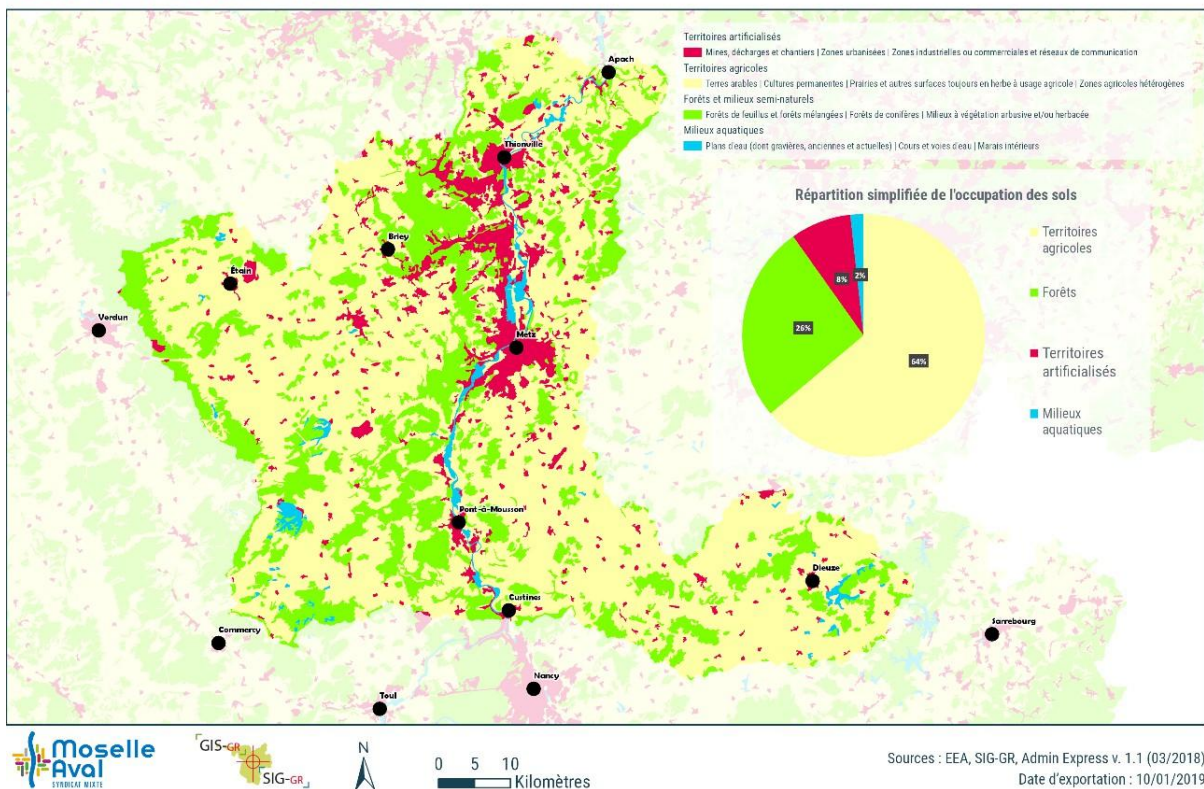 Territoires artificialisés
Mines, décharges et chantiers | Zones urbanisées | Zones industrielles ou commerciales et réseaux de communication
Territoires agricoles
Terres arables | Cultures permanentes | Prairies et autres surfaces toujours en herbe à usage agricole | Zones agricoles hétérogènes
Forêts et milieux semi-naturels
Forêts de feuillus et forêts mélangées | Forêts de conifères | Milieux à végétation arbusive et/ou herbacée
Milieux aquatiques
Plans d'eau (dont gravières, anciennes et actuelles) | Cours et voies d'eau | Marais intérieurs
Répartition simplifiée de l'occupation des sols
Territoires
agricoles
Forêts
Territoires
artificialisés
Milieux
aquatiques
8%
2%
26%
64%
Apach
Thionville
Briey
Étain
Verdun
Metz
Pont-à-Mousson
Dieuze
Custines
Commercy
Sarrebourg
Nancy
Toul
Moselle
Aval
SYNDICAT MIXTE
GIS-GR
SIG-GR
N
0 5 10
Kilomètres
Sources : EEA, SIG-GR, Admin Express v. 1.1 (03/2018)
Date d'exportation : 10/01/2019